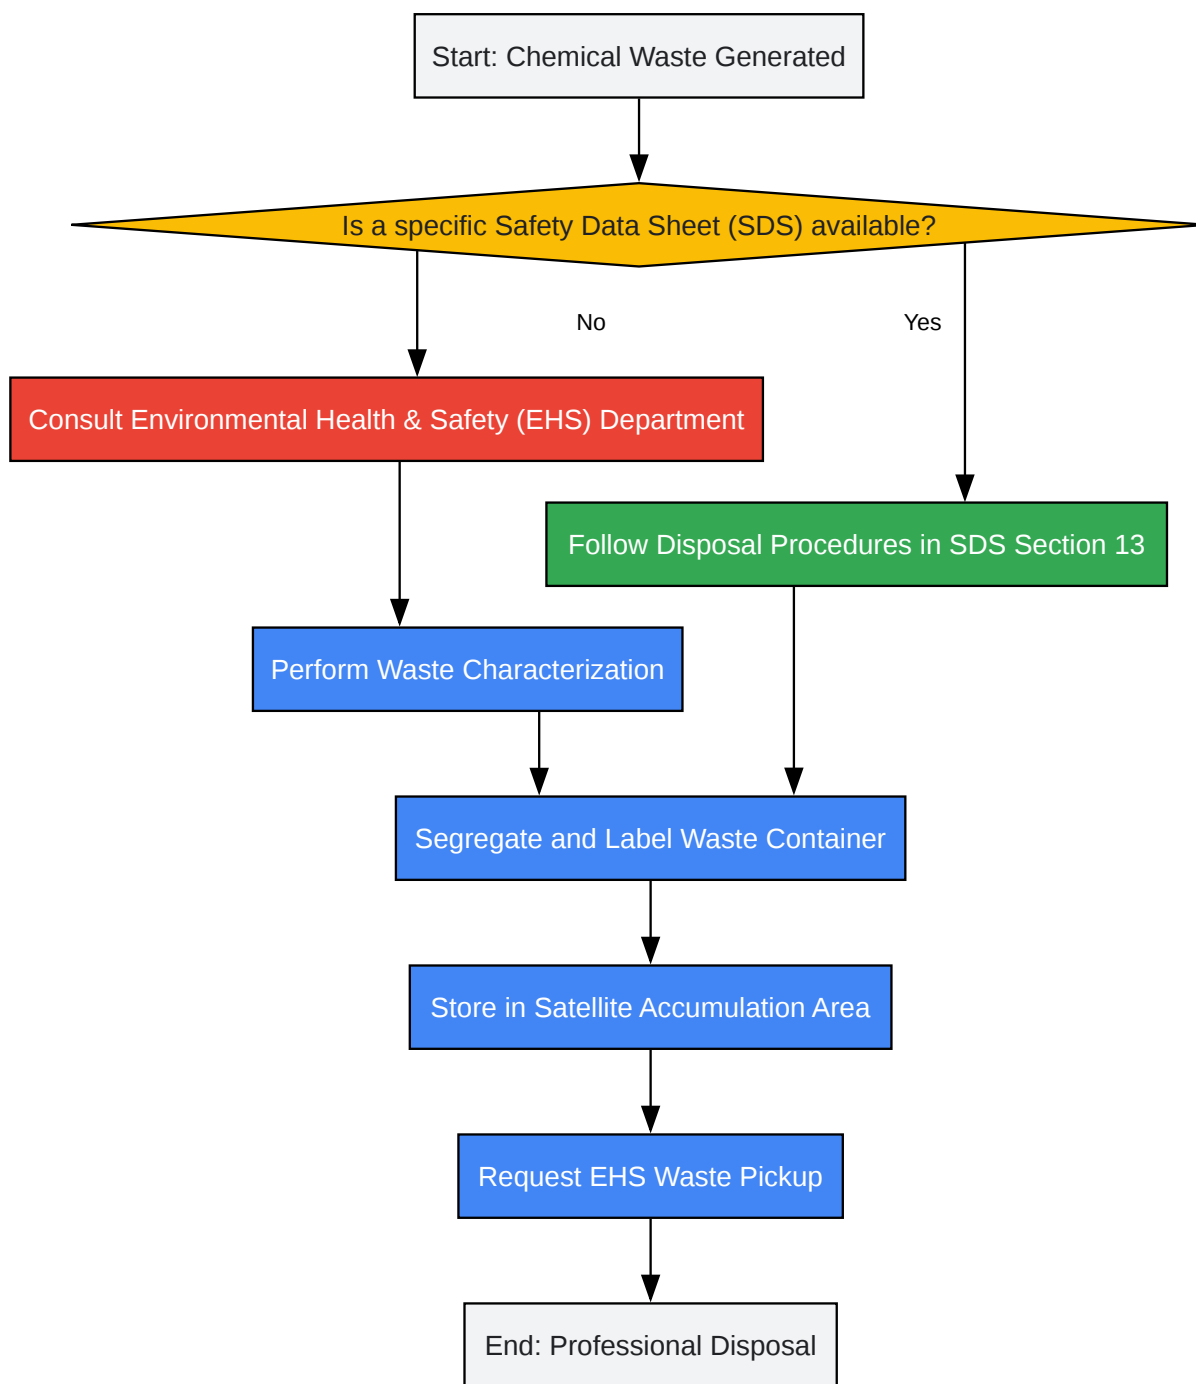 Start: Chemical Waste Generated
Is a specific Safety Data Sheet (SDS) available?
No
Yes
Consult Environmental Health & Safety (EHS) Department
Follow Disposal Procedures in SDS Section 13
Perform Waste Characterization
Segregate and Label Waste Container
Store in Satellite Accumulation Area
Request EHS Waste Pickup
End: Professional Disposal